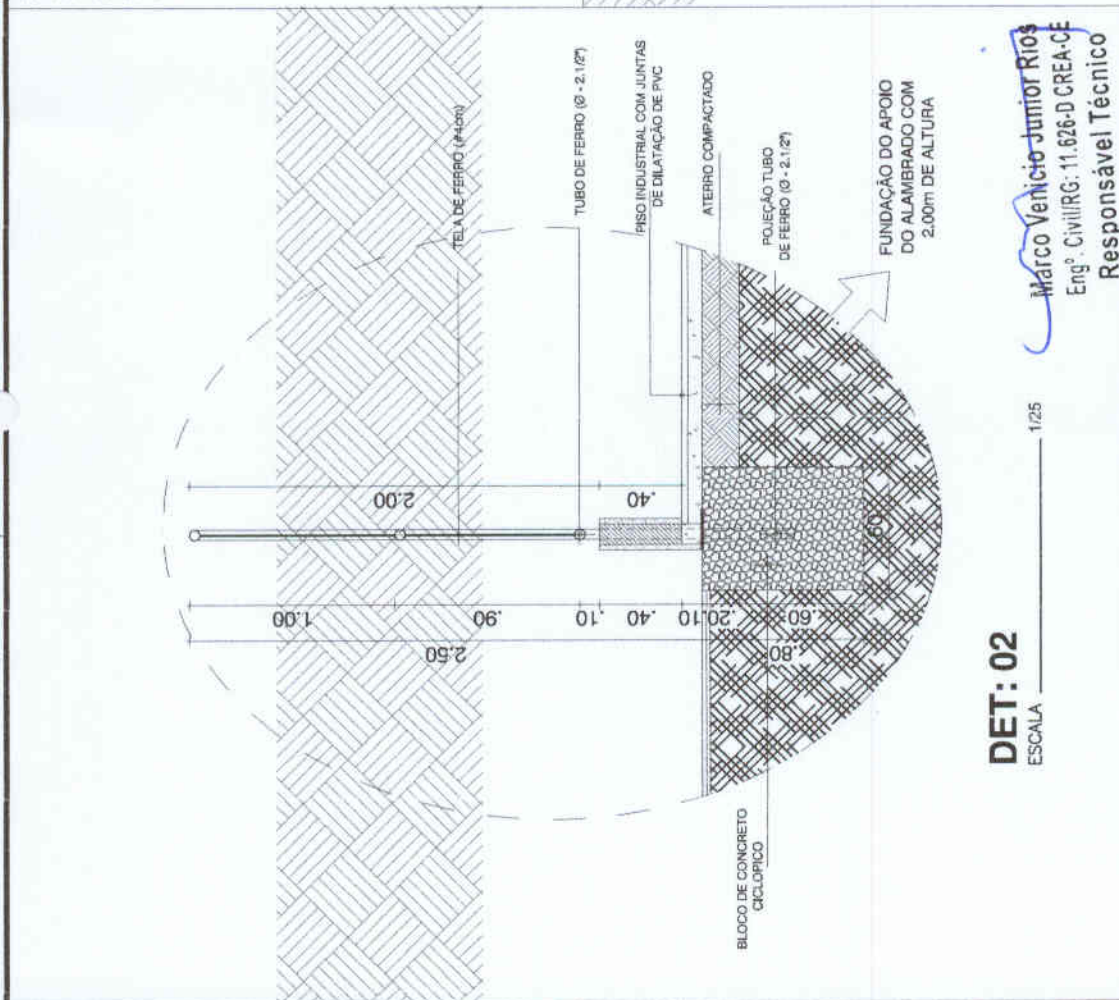 TELA DE FERRO (#4cm)
TUBO DE FERRO (Ø - 2.1/2")
PISO INDUSTRIAL COM JUNTAS
DE DILATAÇÃO DE PVC
ATERRO COMPACTADO
POJEÇÃO TUBO
DE FERRO (Ø - 2.1/2")
FUNDAÇÃO DO APOIO
DO ALAMBRADO COM
2,00m DE ALTURA
BLOCO DE CONCRETO
CICLOPICO
2.00
.40
1.00
.90
.10
.40
.10
.20
.60
2.50
.80
.60
DET: 02
ESCALA 1/25
Marco Venicio Junior Rios
Engº. Civil/RG: 11.626-D CREA-CE
Responsável Técnico